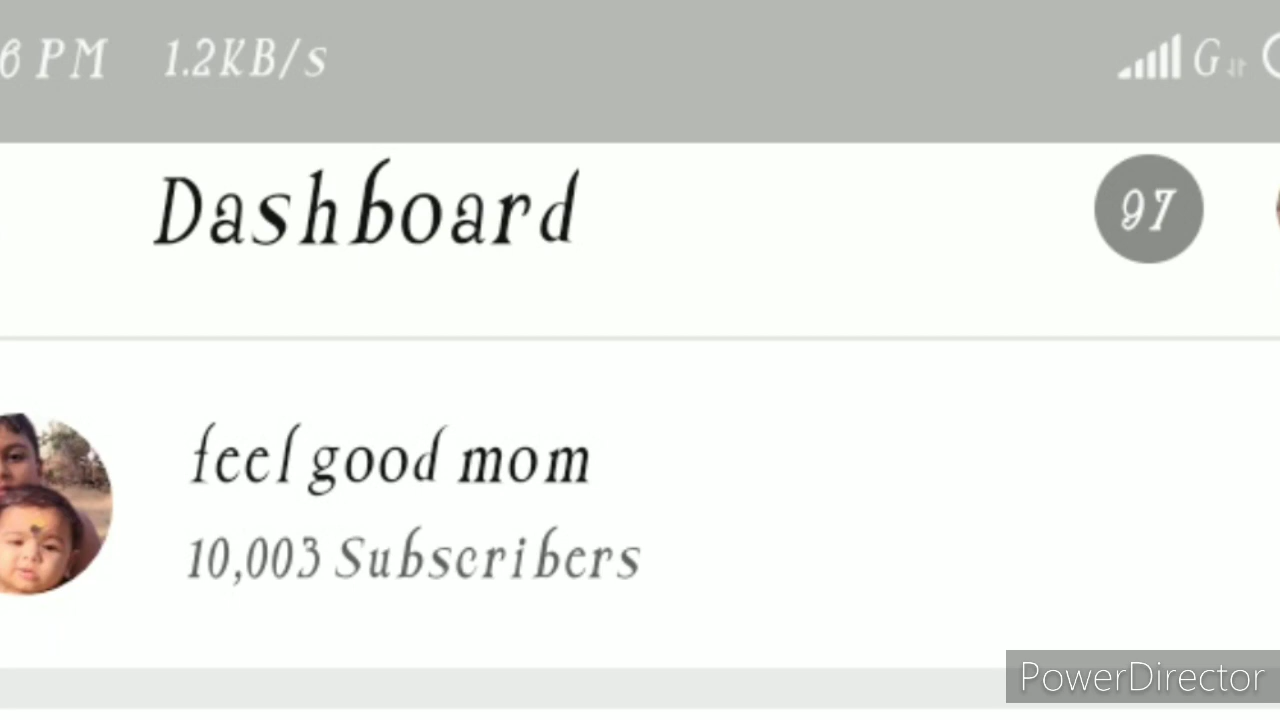 6 PM 1.2KB/s G
Dashboard 97
feel good mom
10,003 Subscribers
PowerDirector